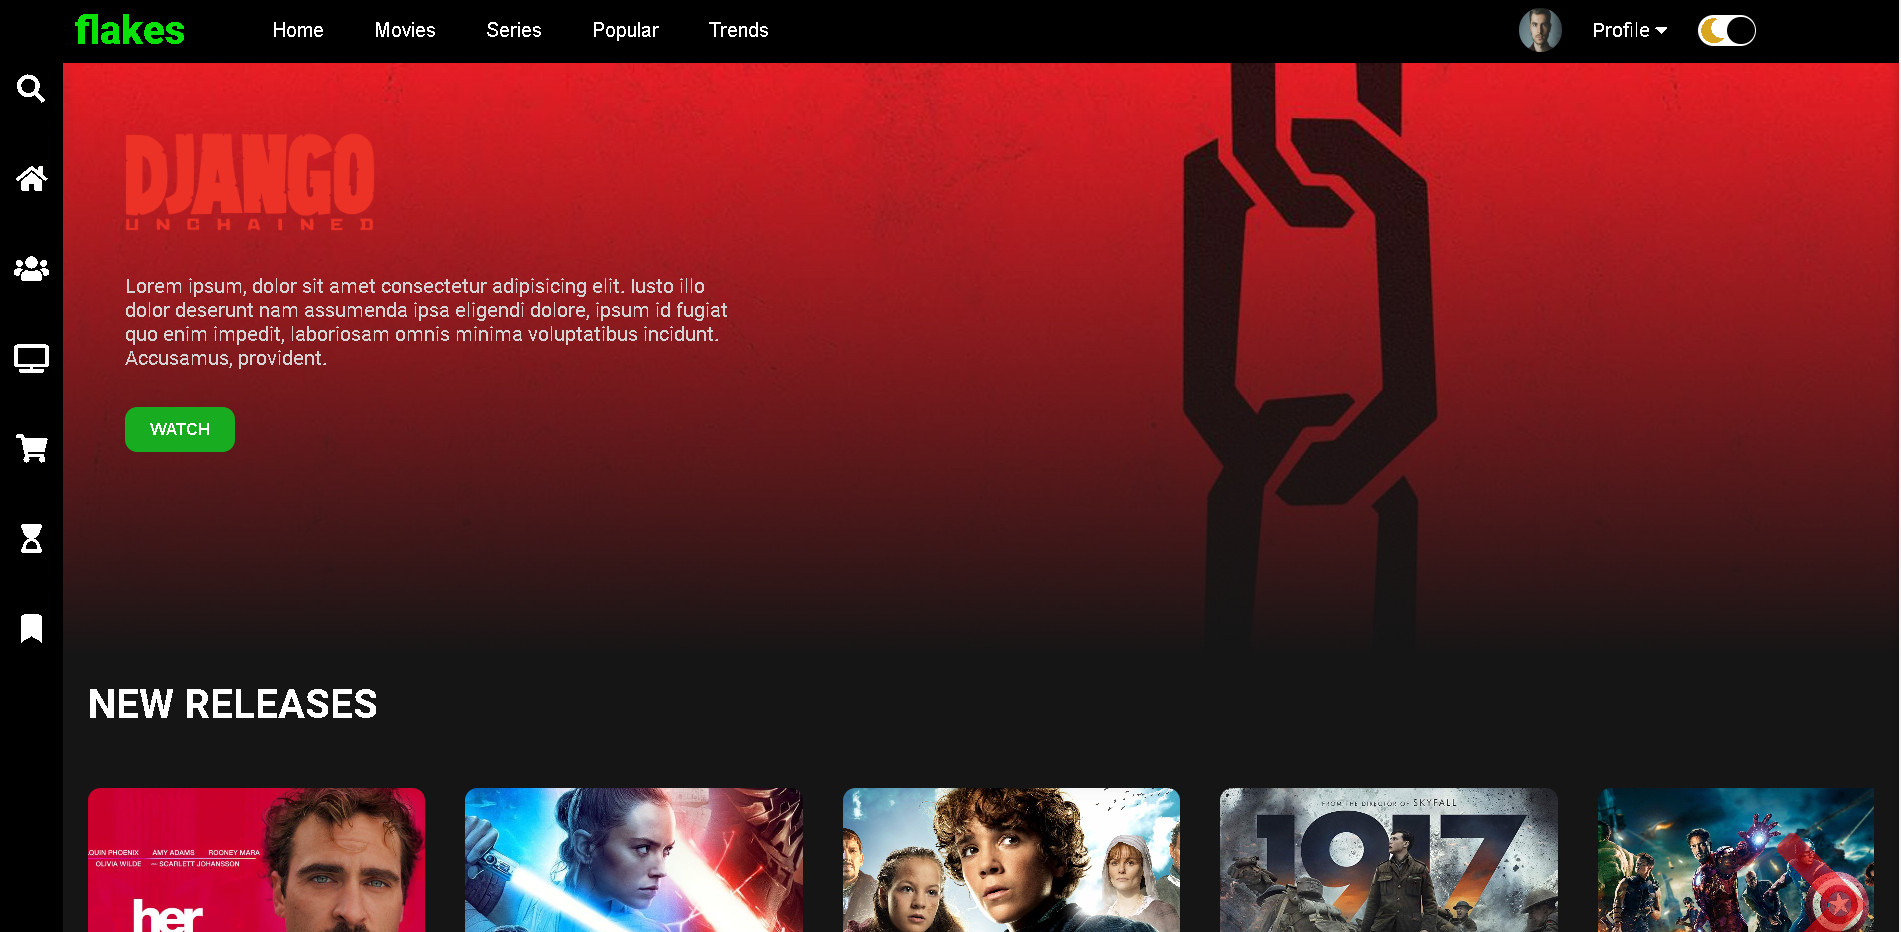 flakes
Home
Movies
Series
Popular
Trends
Profile
DJANGO
UNCHAINED
Lorem ipsum, dolor sit amet consectetur adipisicing elit. Iusto illo
dolor deserunt nam assumenda ipsa eligendi dolore, ipsum id fugiat
quo enim impedit, laboriosam omnis minima voluptatibus incidunt.
Accusamus, provident.
WATCH
NEW RELEASES
OUIN PHOENIX AMY ADAMS ROONEY MARA
OLIVIA WILDE — SCARLETT JOHANSSON
her
FROM THE DIRECTOR OF SKYFALL
1917